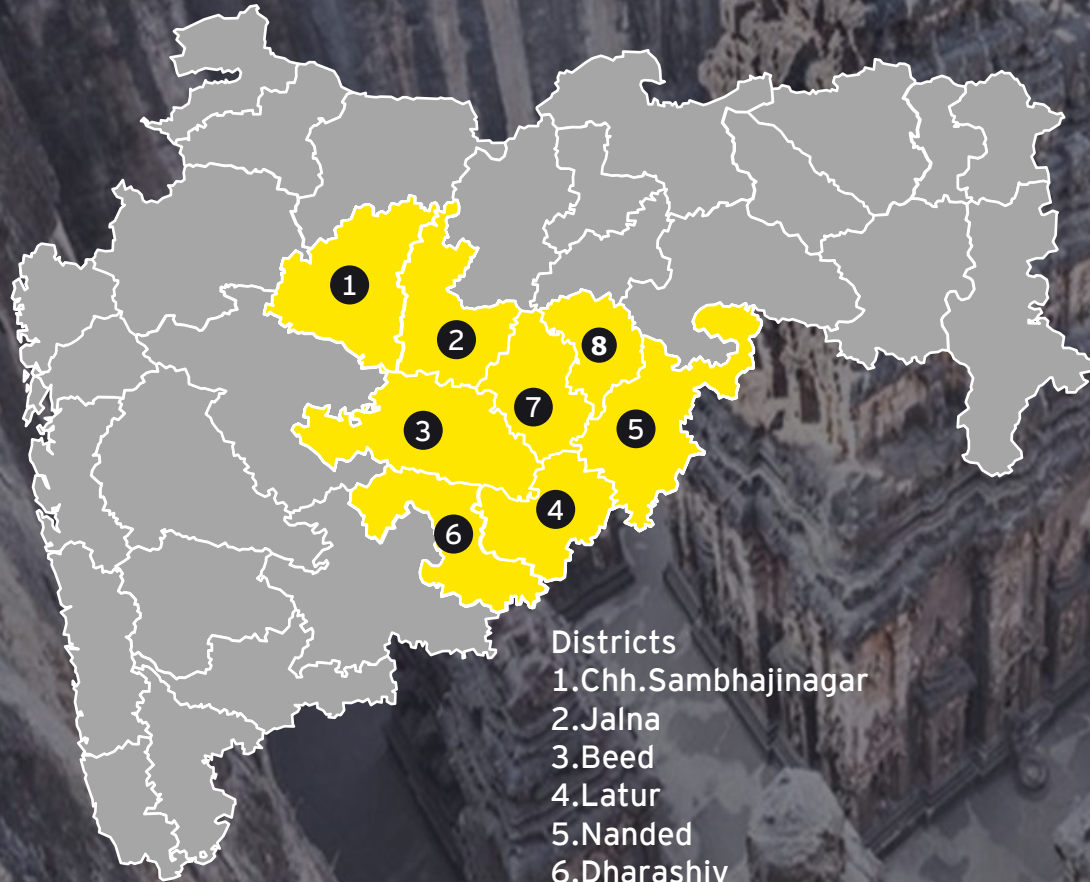 1
2
8
7
3
5
4
6
Districts
1.Chh.Sambhajinagar
2.Jalna
3.Beed
4.Latur
5.Nanded
6.Dharashiv